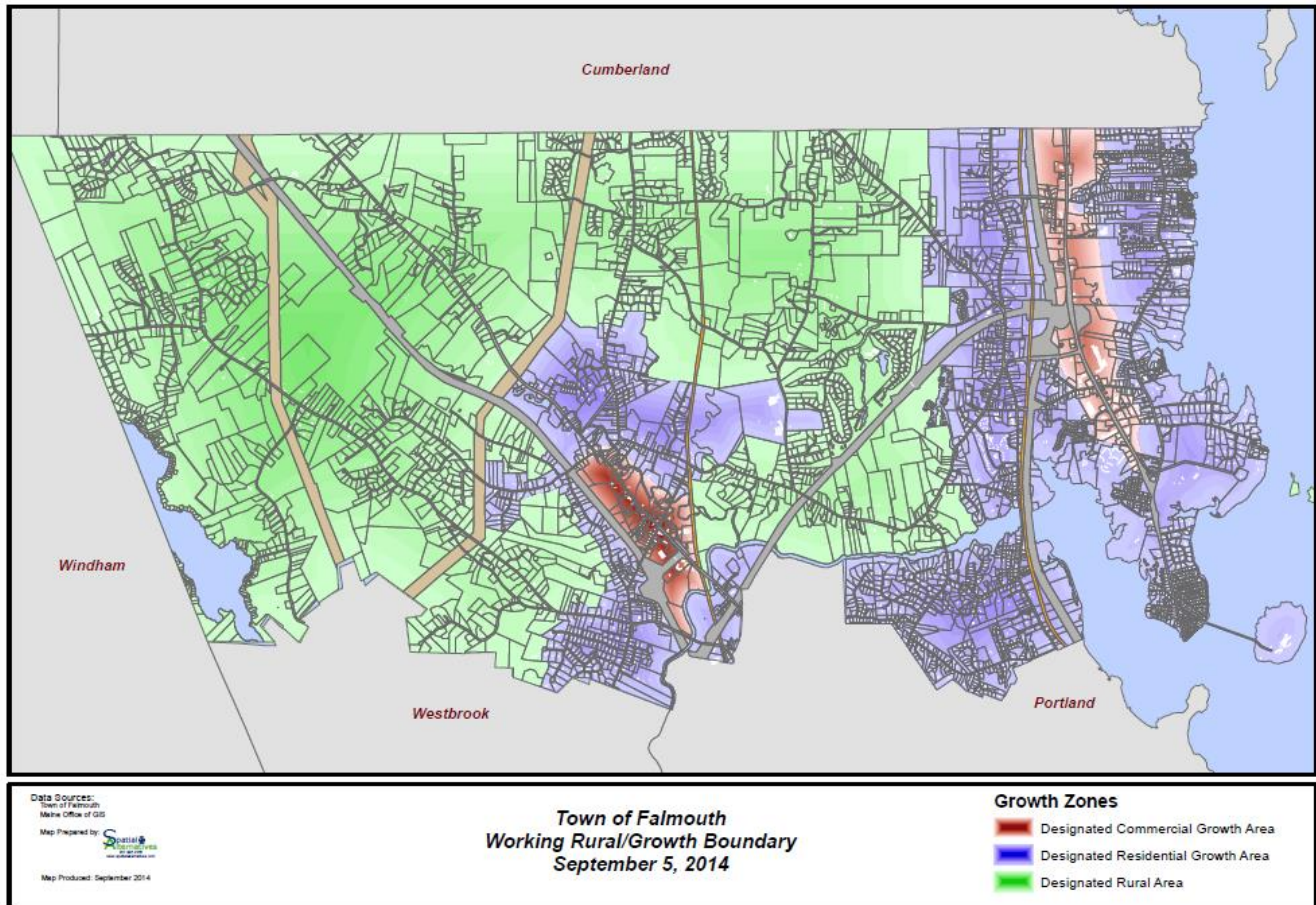 Cumberland
Windham
Westbrook
Portland
Data Sources:
Town of Falmouth
Maine Office of GIS
Map Prepared by:
Spatial
Alternatives
Map Produced: September 2014
Town of Falmouth
Working Rural/Growth Boundary
September 5, 2014
Growth Zones
Designated Commercial Growth Area
Designated Residential Growth Area
Designated Rural Area